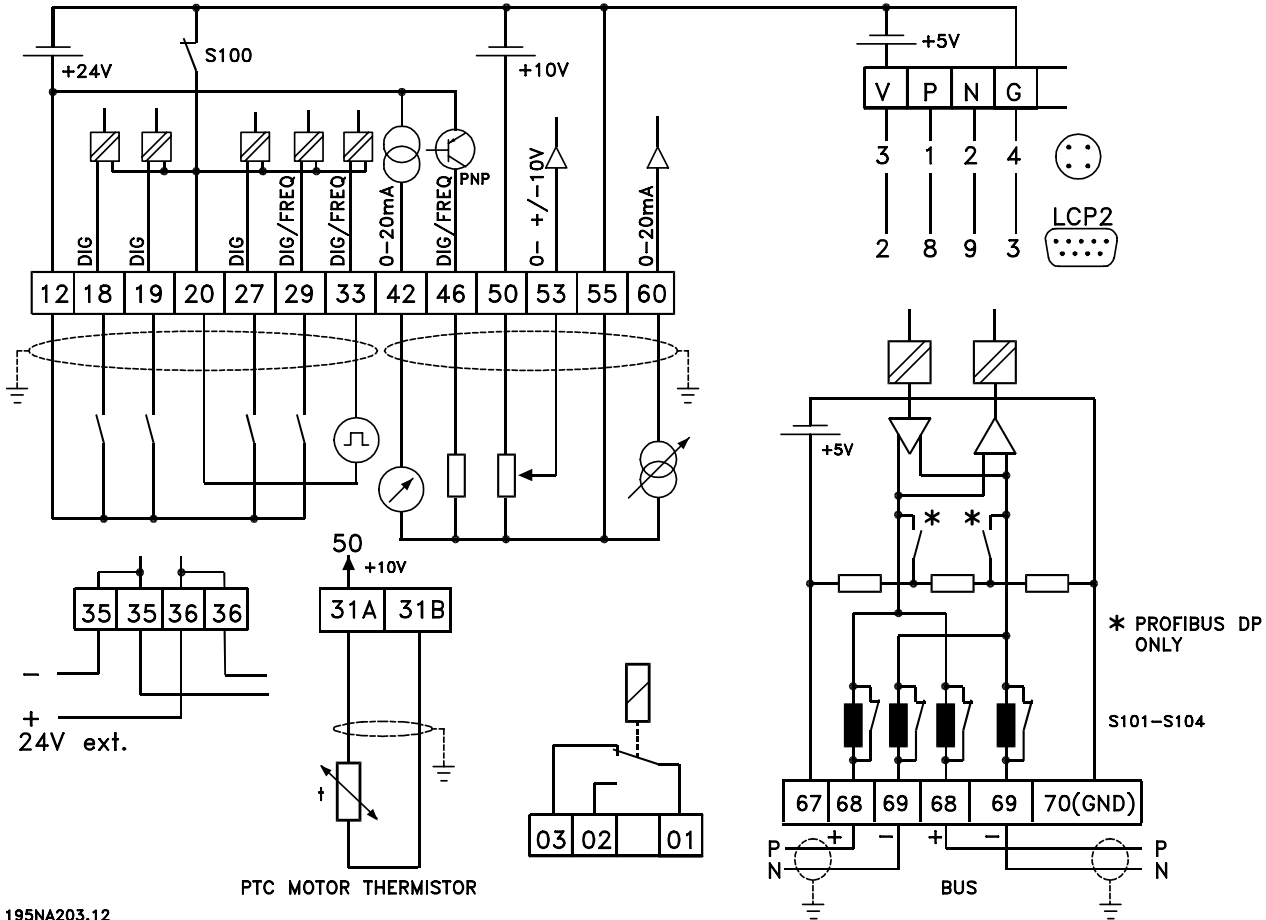 S100
+24V
+10V
+5V
V P N G
3 1 2 4
LCP2
2 8 9 3
DIG
DIG
DIG
DIG/FREQ
DIG/FREQ
0-20mA
DIG/FREQ
PNP
0- +/-10V
0-20mA
12 18 19 20 27 29 33 42 46 50 53 55 60
+5V
50
+10V
35 35 36 36
31A 31B
-
+
24V ext.
t
PTC MOTOR THERMISTOR
03 02 01
* *
* PROFIBUS DP
ONLY
S101-S104
67 68 69 68 69 70(GND)
+ - + -
P P
N N
BUS
195NA203.12